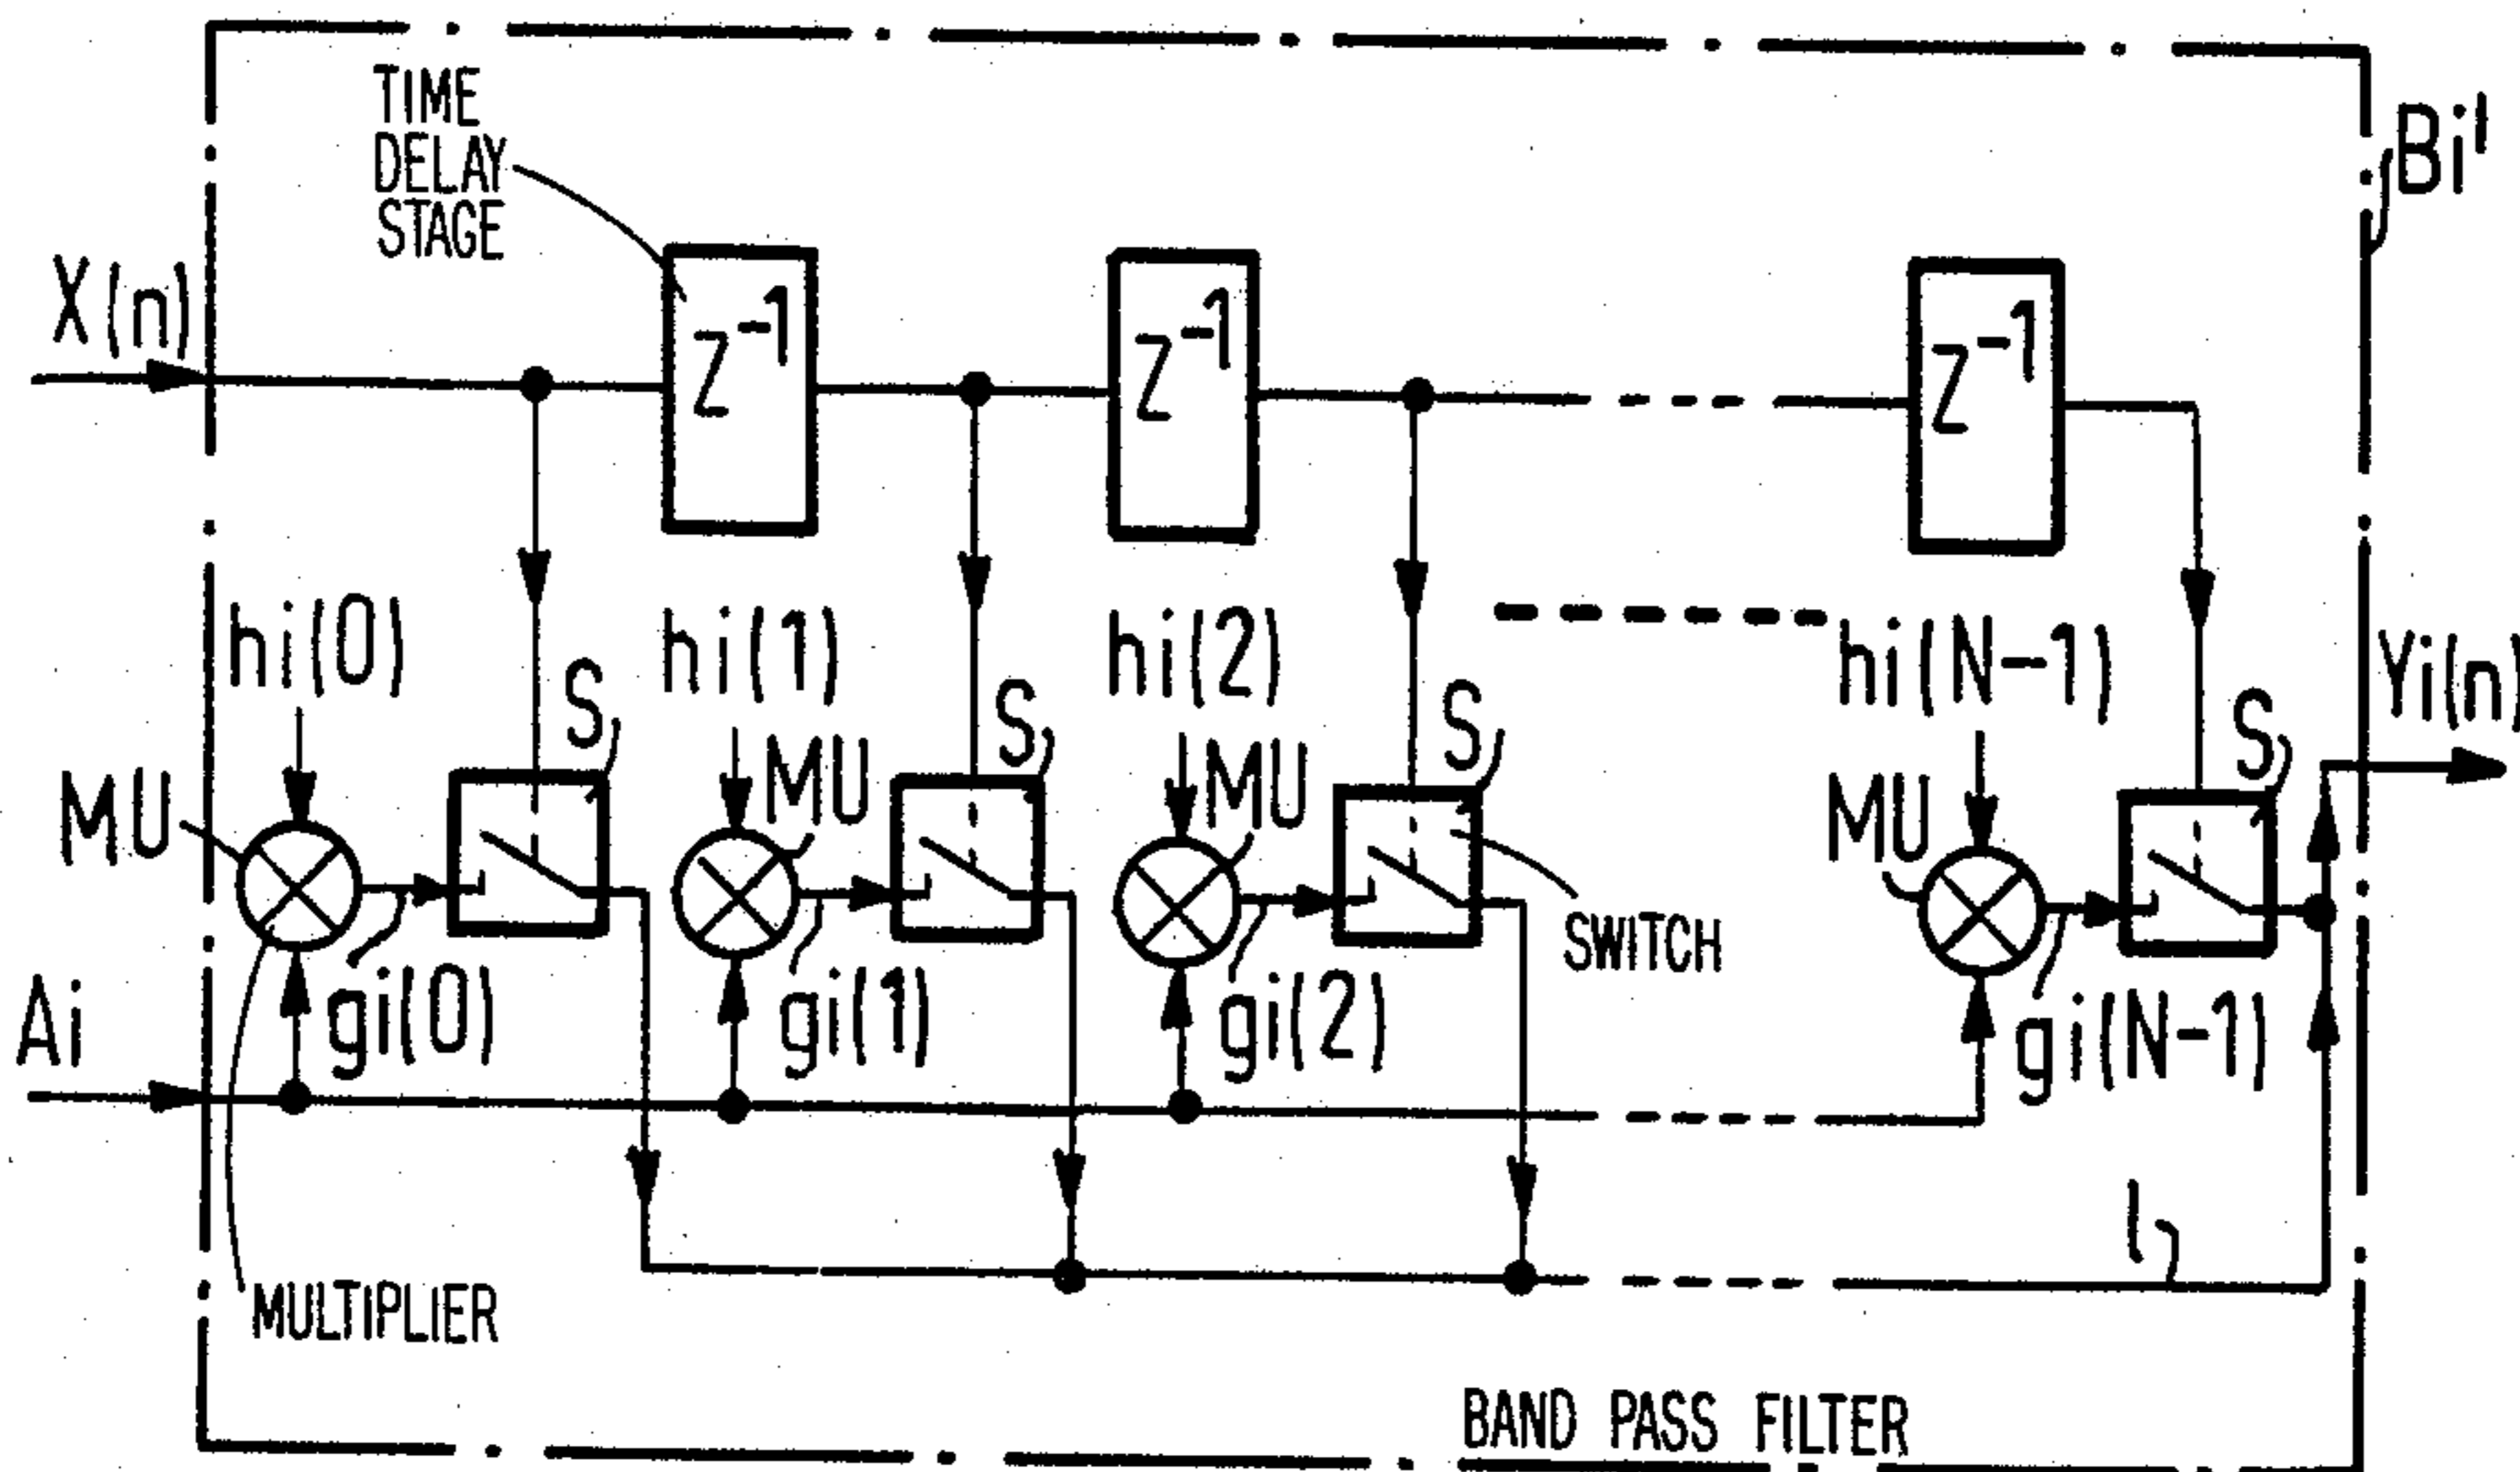 TIME
DELAY
STAGE
Bi'
X(n)
Z⁻¹
Z⁻¹
Z⁻¹
hi(0)
hi(1)
hi(2)
hi(N-1)
Yi(n)
S
S
S
S
MU
MU
MU
MU
SWITCH
Ai
gi(0)
gi(1)
gi(2)
gi(N-1)
MULTIPLIER
BAND PASS FILTER